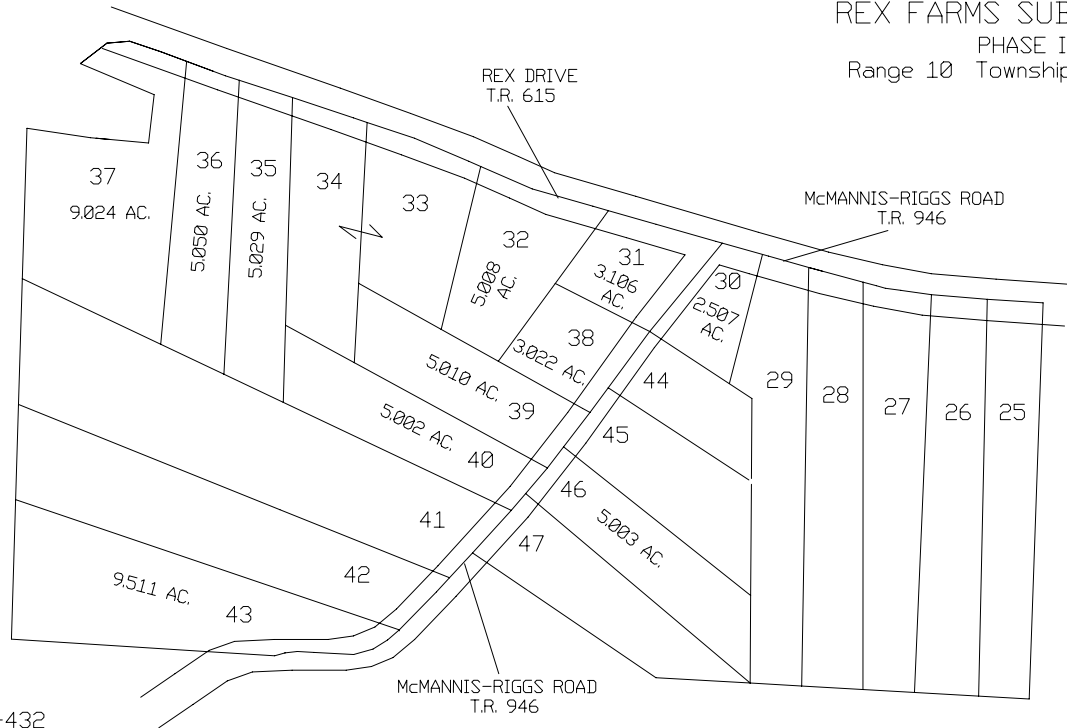 REX FARMS SUB
PHASE I
Range 10 Township
REX DRIVE
T.R. 615
McMANNIS-RIGGS ROAD
T.R. 946
37
9.024 AC.
36
5.050 AC.
35
5.029 AC.
34
33
32
5.008
AC.
31
3.106
AC.
30
2.507
AC.
38
3.022 AC.
29
28
27
26
25
44
5.010 AC.
39
45
5.002 AC.
40
46
5.003 AC.
41
47
42
9.511 AC.
43
McMANNIS-RIGGS ROAD
T.R. 946
-432